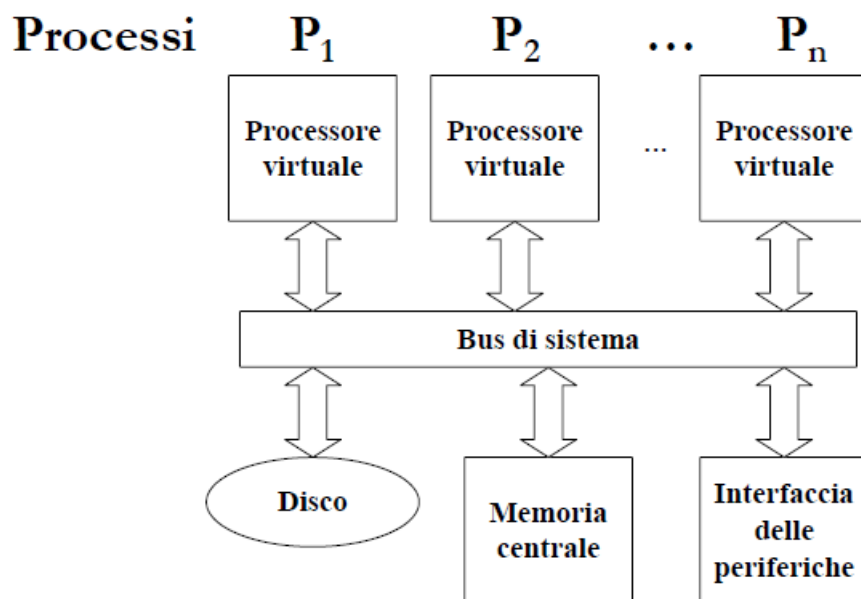 Processi P₁ P₂ ... Pₙ
Processore virtuale
Processore virtuale
...
Processore virtuale
Bus di sistema
Disco
Memoria centrale
Interfaccia delle periferiche